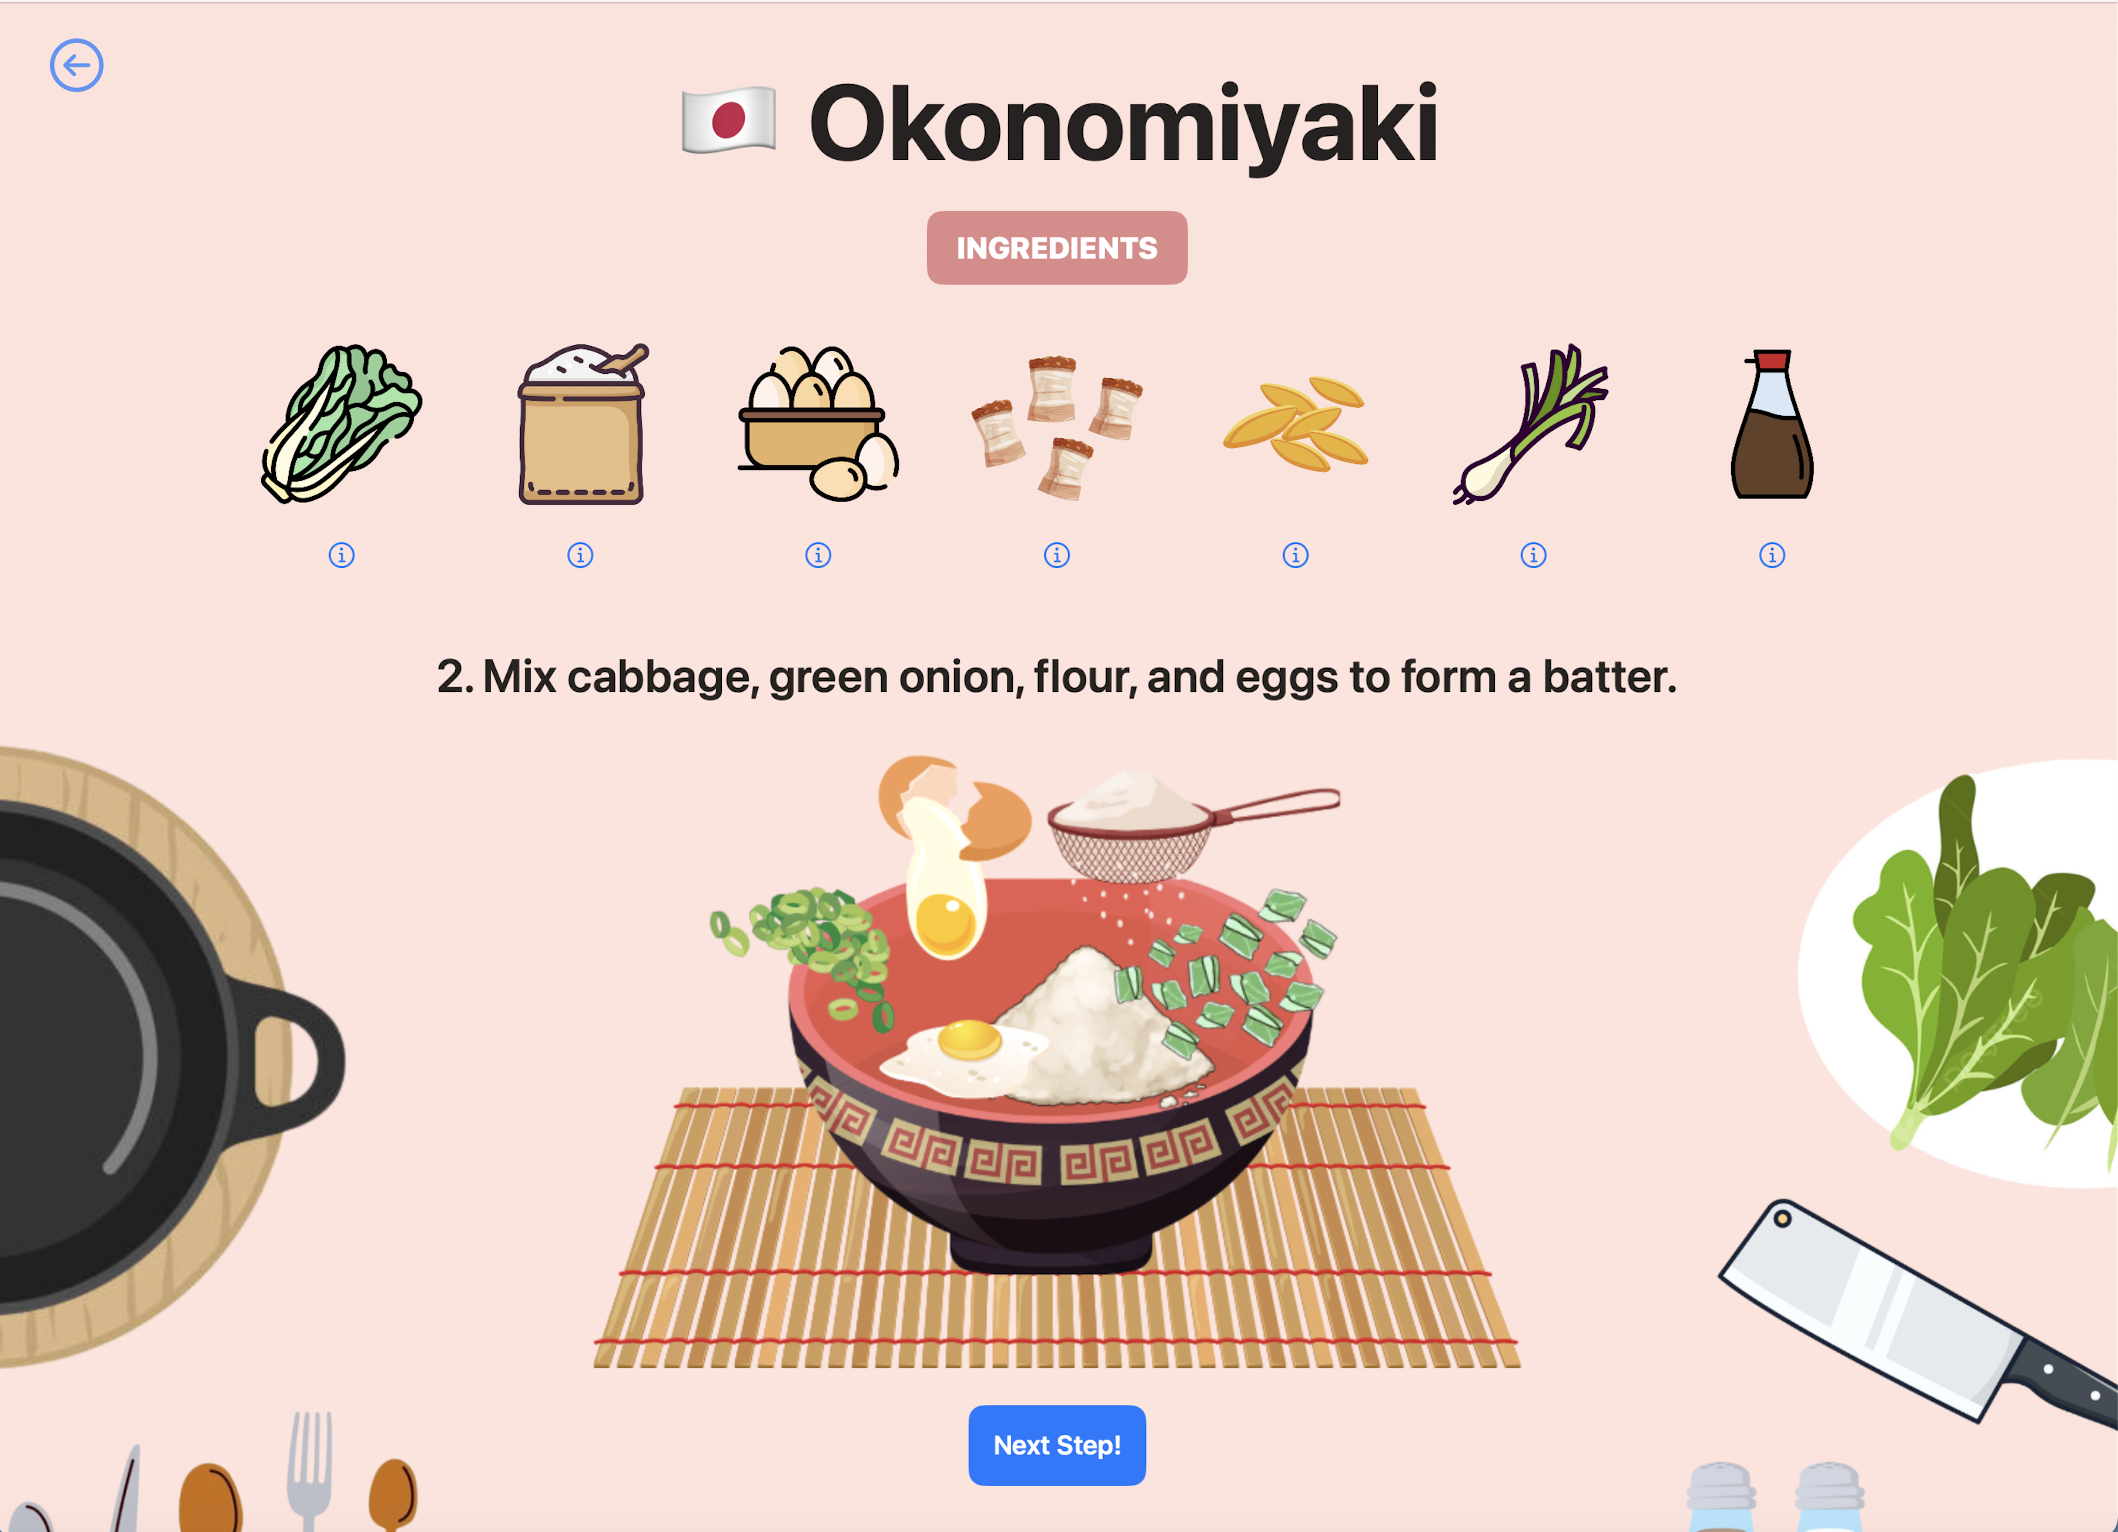 Okonomiyaki
INGREDIENTS
2. Mix cabbage, green onion, flour, and eggs to form a batter.
Next Step!